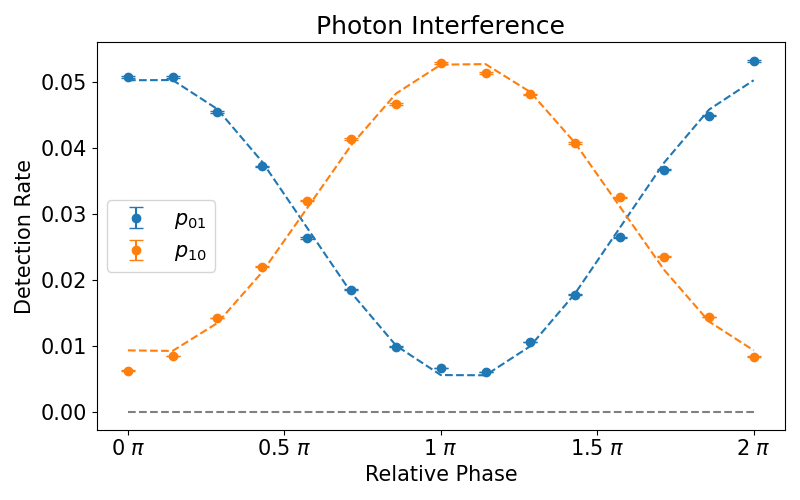 Photon Interference
Detection Rate
0.05
0.04
0.03
0.02
0.01
0.00
p01
p10
0 π
0.5 π
1 π
1.5 π
2 π
Relative Phase